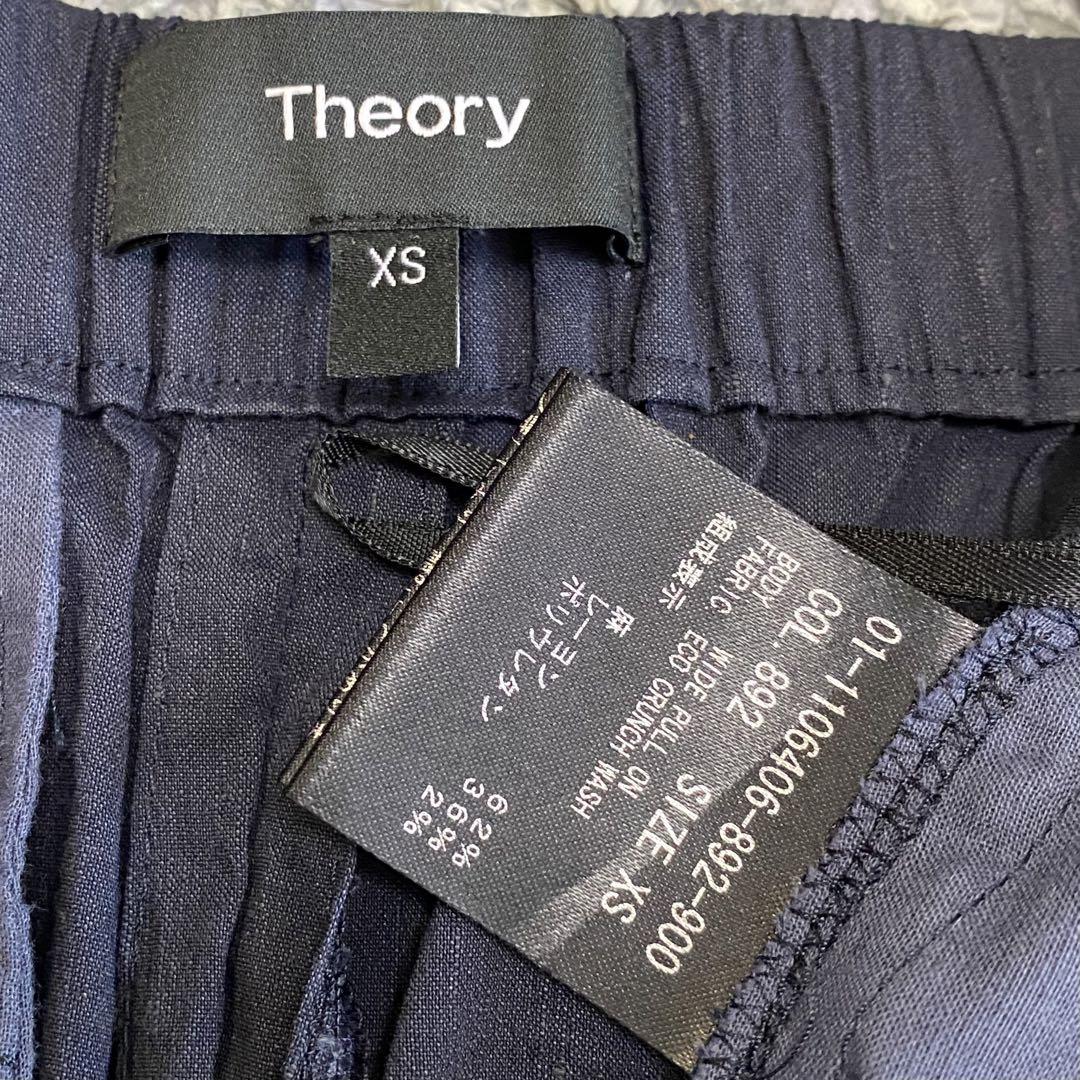 Theory
XS
01-1106406-892-900
COL. 892 SIZE XS
BODY WIDE PULL ON
FABRIC ECO CRUNCH WASH
組成表示
麻 62%
レーヨン 36%
ポリウレタン 2%